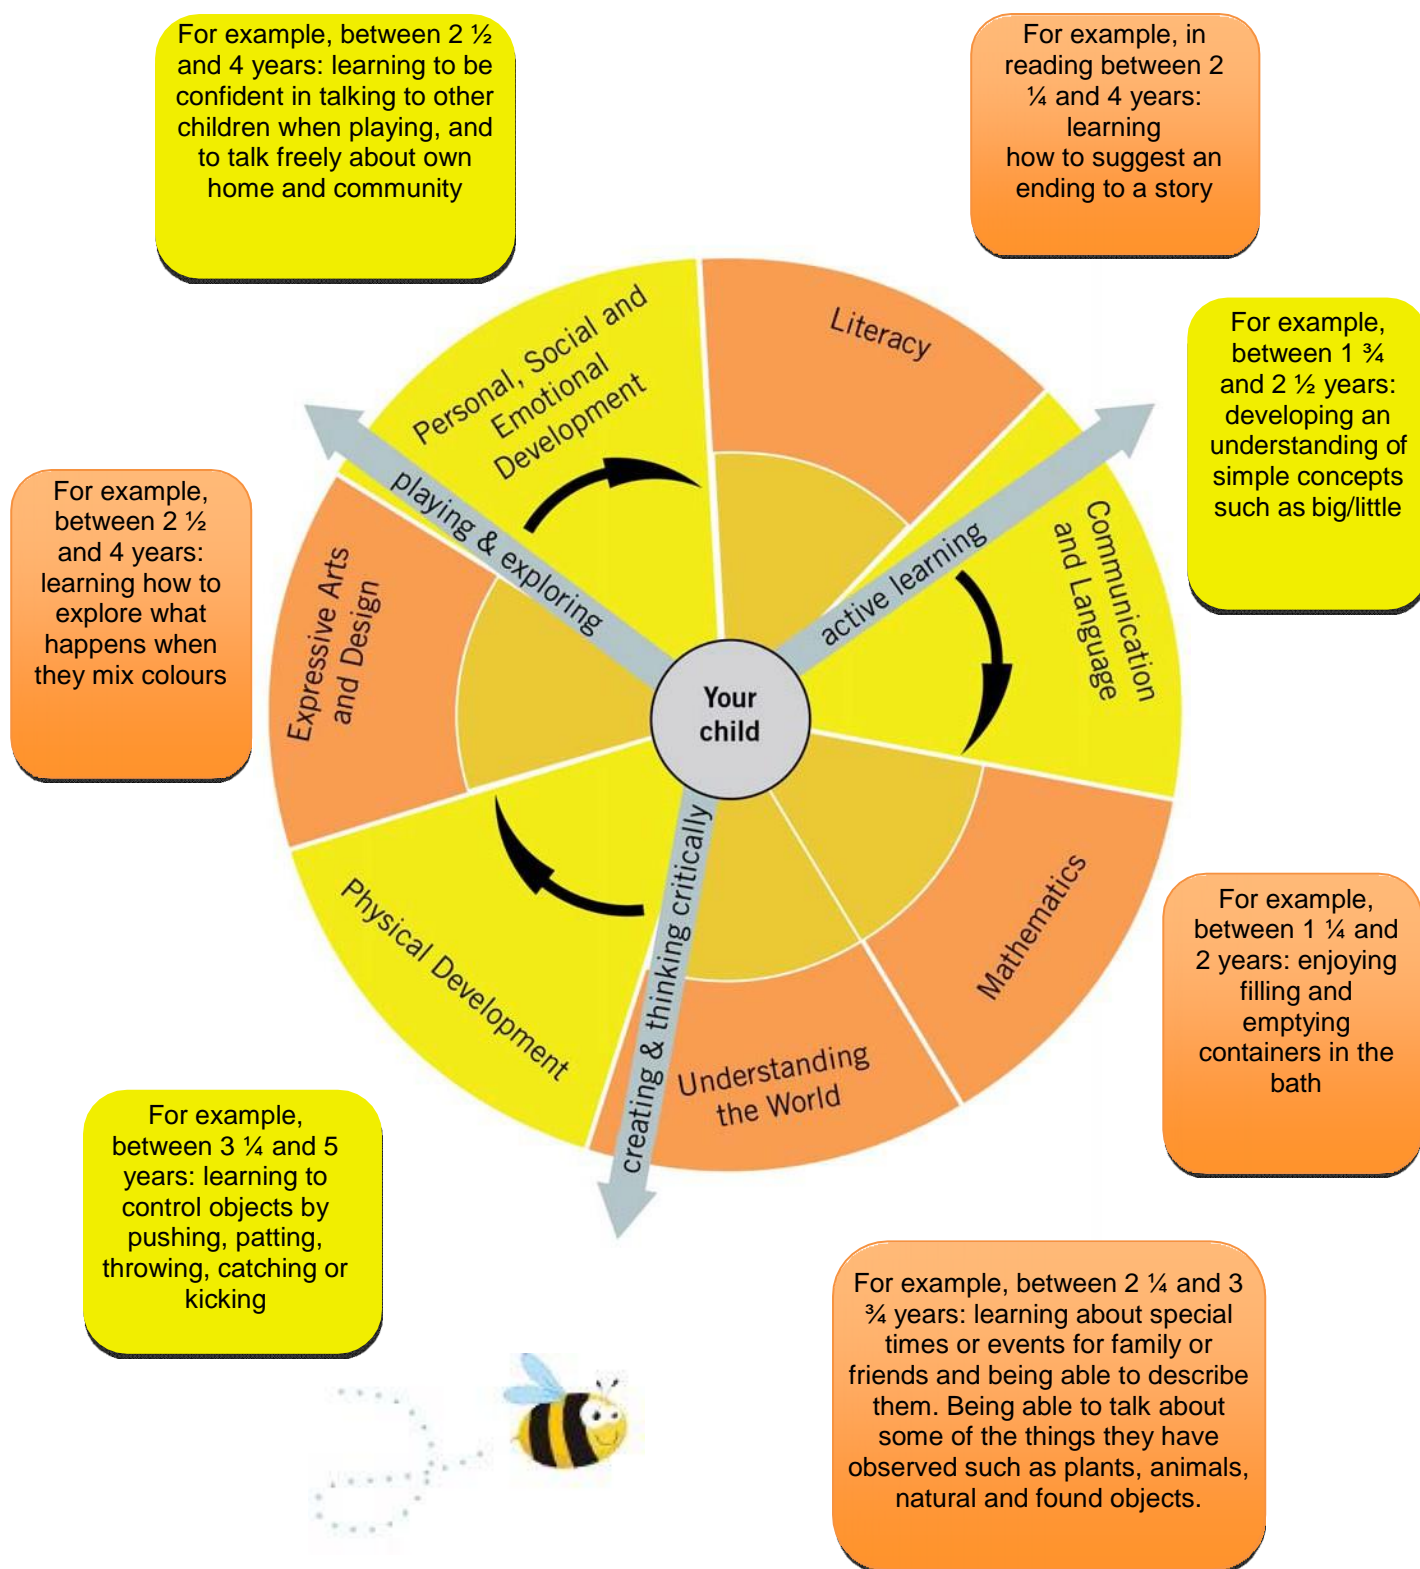 For example, between 2 ½
and 4 years: learning to be
confident in talking to other
children when playing, and
to talk freely about own
home and community
For example, in
reading between 2
¼ and 4 years:
learning
how to suggest an
ending to a story
For example,
between 1 ¾
and 2 ½ years:
developing an
understanding of
simple concepts
such as big/little
For example,
between 2 ½
and 4 years:
learning how to
explore what
happens when
they mix colours
Personal, Social and
Emotional
Development
Literacy
playing & exploring
active learning
Communication
and Language
Expressive Arts
and Design
Your
child
Physical Development
creating & thinking critically
Understanding
the World
Mathematics
For example,
between 1 ¼ and
2 years: enjoying
filling and
emptying
containers in the
bath
For example,
between 3 ¼ and 5
years: learning to
control objects by
pushing, patting,
throwing, catching or
kicking
For example, between 2 ¼ and 3
¾ years: learning about special
times or events for family or
friends and being able to describe
them. Being able to talk about
some of the things they have
observed such as plants, animals,
natural and found objects.